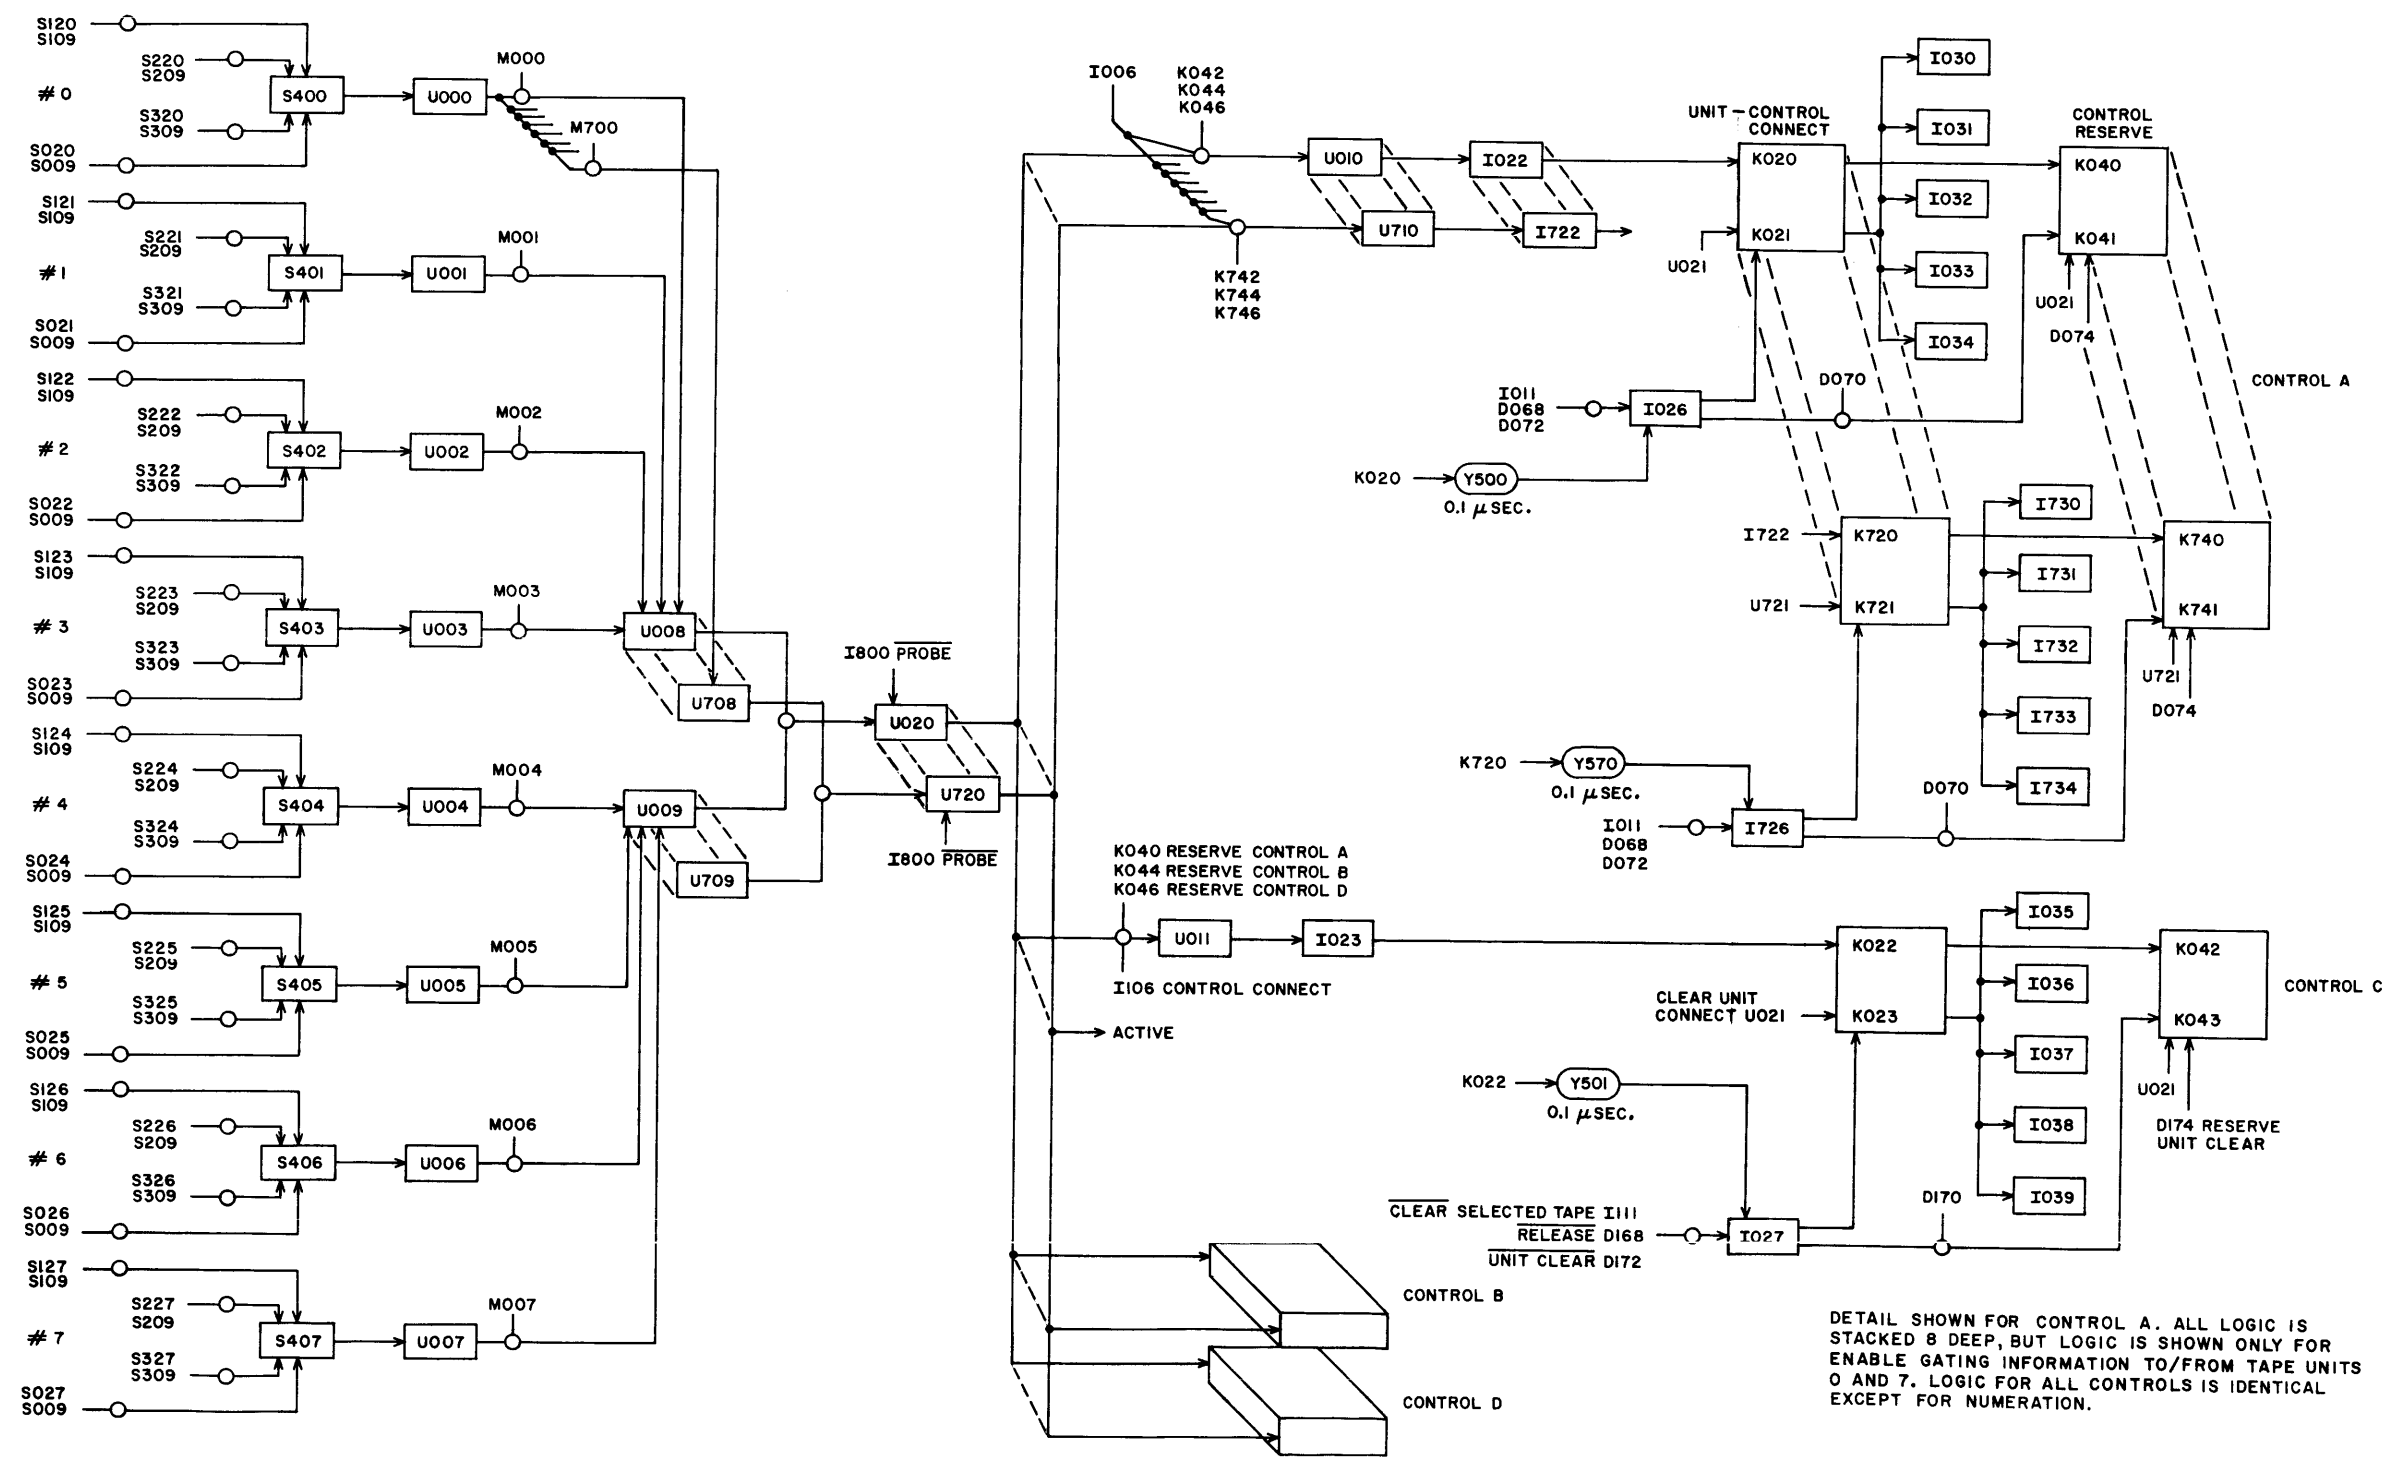 S120
S109
S220
S209
#0
S320
S309
S020
S009
S400
U000
M000
M700
S121
S109
S221
S209
#1
S321
S309
S021
S009
S401
U001
M001
S122
S109
S222
S209
#2
S322
S309
S022
S009
S402
U002
M002
S123
S109
S223
S209
#3
S323
S309
S023
S009
S403
U003
M003
U008
U708
S124
S109
S224
S209
#4
S324
S309
S024
S009
S404
U004
M004
U009
U709
S125
S109
S225
S209
#5
S325
S309
S025
S009
S405
U005
M005
S126
S109
S226
S209
#6
S326
S309
S026
S009
S406
U006
M006
S127
S109
S227
S209
#7
S327
S309
S027
S009
S407
U007
M007
I800 PROBE
U020
U720
I800 PROBE
I006
K042
K044
K046
U010
I022
U710
I722
K742
K744
K746
UNIT-CONTROL
CONNECT
K020
K021
U021
I030
I031
I032
I033
I034
CONTROL
RESERVE
K040
K041
U021
D074
CONTROL A
I011
D068
D072
I026
D070
K020
Y500
0.1 μSEC.
I722
K720
U721
K721
I730
I731
I732
I733
I734
K740
K741
U721
D074
K720
Y570
0.1 μSEC.
I011
D068
D072
I726
D070
K040 RESERVE CONTROL A
K044 RESERVE CONTROL B
K046 RESERVE CONTROL D
U011
I023
I106 CONTROL CONNECT
ACTIVE
K022
K023
CLEAR UNIT
CONNECT U021
I035
I036
I037
I038
I039
K042
K043
CONTROL C
U021
D174 RESERVE
UNIT CLEAR
K022
Y501
0.1 μSEC.
CLEAR SELECTED TAPE I111
RELEASE D168
UNIT CLEAR D172
I027
D170
CONTROL B
CONTROL D
DETAIL SHOWN FOR CONTROL A. ALL LOGIC IS
STACKED 8 DEEP, BUT LOGIC IS SHOWN ONLY FOR
ENABLE GATING INFORMATION TO/FROM TAPE UNITS
0 AND 7. LOGIC FOR ALL CONTROLS IS IDENTICAL
EXCEPT FOR NUMERATION.